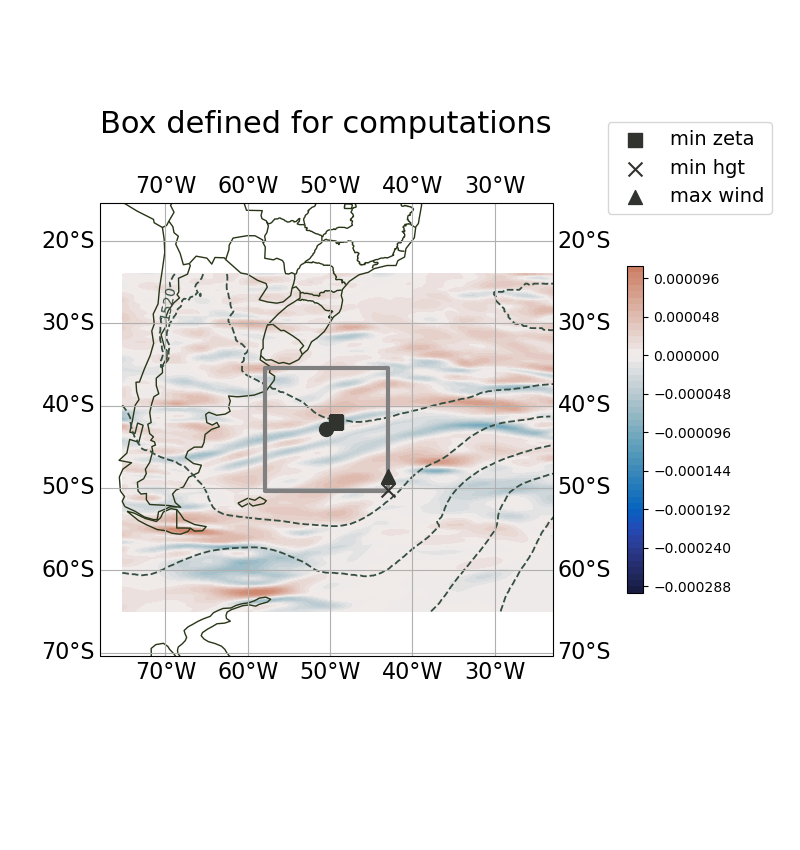 Box defined for computations
min zeta
min hgt
max wind
70°W 60°W 50°W 40°W 30°W
20°S 20°S
30°S 30°S
40°S 40°S
50°S 50°S
60°S 60°S
70°S 70°S
70°W 60°W 50°W 40°W 30°W
0.000096
0.000048
0.000000
−0.000048
−0.000096
−0.000144
−0.000192
−0.000240
−0.000288